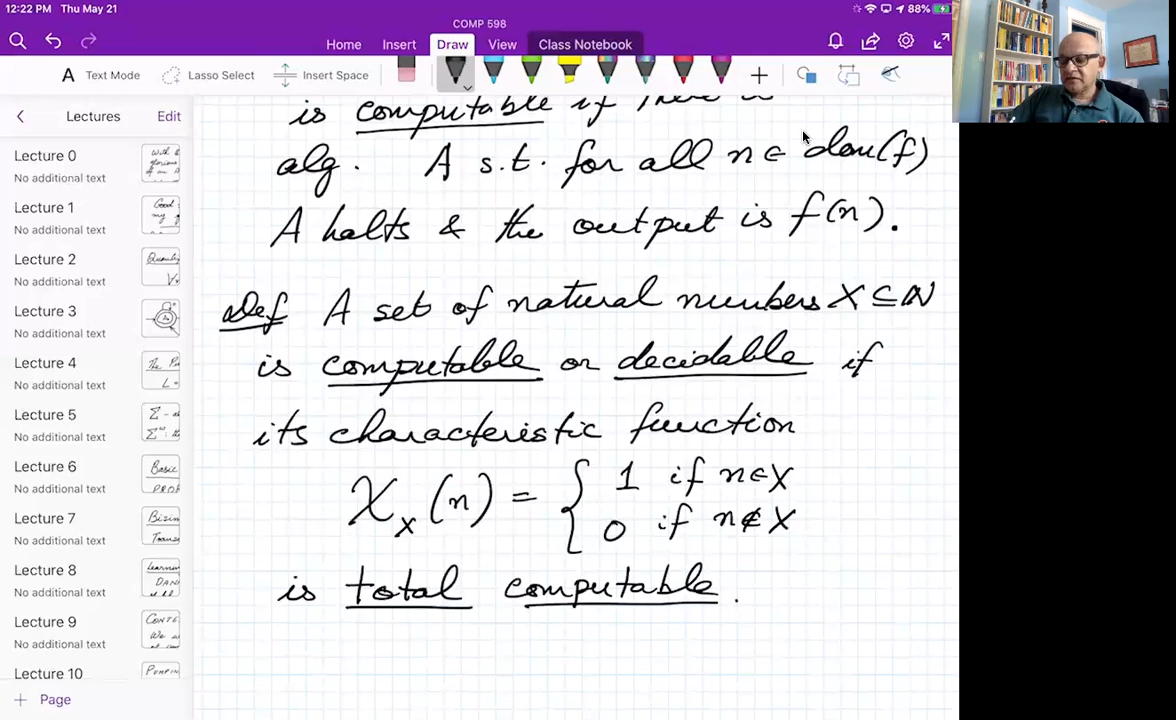 12:22 PM Thu May 21
88%
COMP 598
Home Insert Draw View Class Notebook
A Text Mode Lasso Select Insert Space
Lectures Edit
Lecture 0
No additional text
Lecture 1
No additional text
Lecture 2
No additional text
Lecture 3
No additional text
Lecture 4
No additional text
Lecture 5
No additional text
Lecture 6
No additional text
Lecture 7
No additional text
Lecture 8
No additional text
Lecture 9
No additional text
Lecture 10
+ Page
is computable if there is
alg. A s.t. for all n ∈ dom(f)
A halts & the output is f(n).
Def A set of natural numbers X ⊆ ℕ
is computable or decidable if
its characteristic function
χ_X (n) = { 1 if n ∈ X
0 if n ∉ X
is total computable.